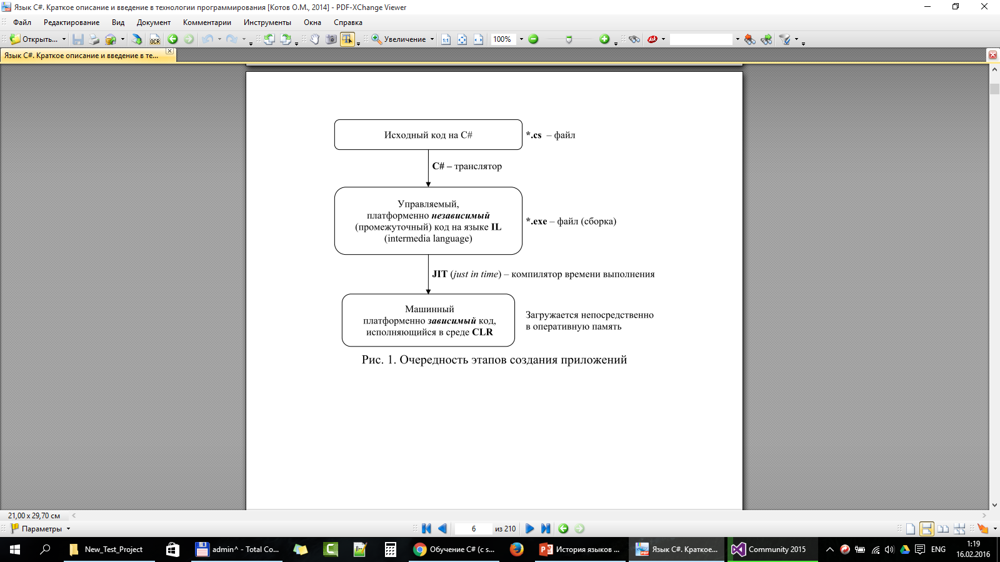 Язык C#. Краткое описание и введение в технологии программирования [Котов О.М., 2014] - PDF-XChange Viewer
Файл Редактирование Вид Документ Комментарии Инструменты Окна Справка
Открыть... OCR Увеличение 1:1 100% Ask
Язык C#. Краткое описание и введение в те...
Исходный код на C# *.cs – файл
C# – транслятор
Управляемый,
платформенно независимый
(промежуточный) код на языке IL
(intermedia language)
*.exe – файл (сборка)
JIT (just in time) – компилятор времени выполнения
Машинный
платформенно зависимый код,
исполняющийся в среде CLR
Загружается непосредственно
в оперативную память
Рис. 1. Очередность этапов создания приложений
21,00 x 29,70 см
Параметры 6 из 210
New_Test_Project admin^ - Total Co... Обучение C# (с s... История языков ... Язык C#. Краткое... Community 2015 ENG 1:19
16.02.2016